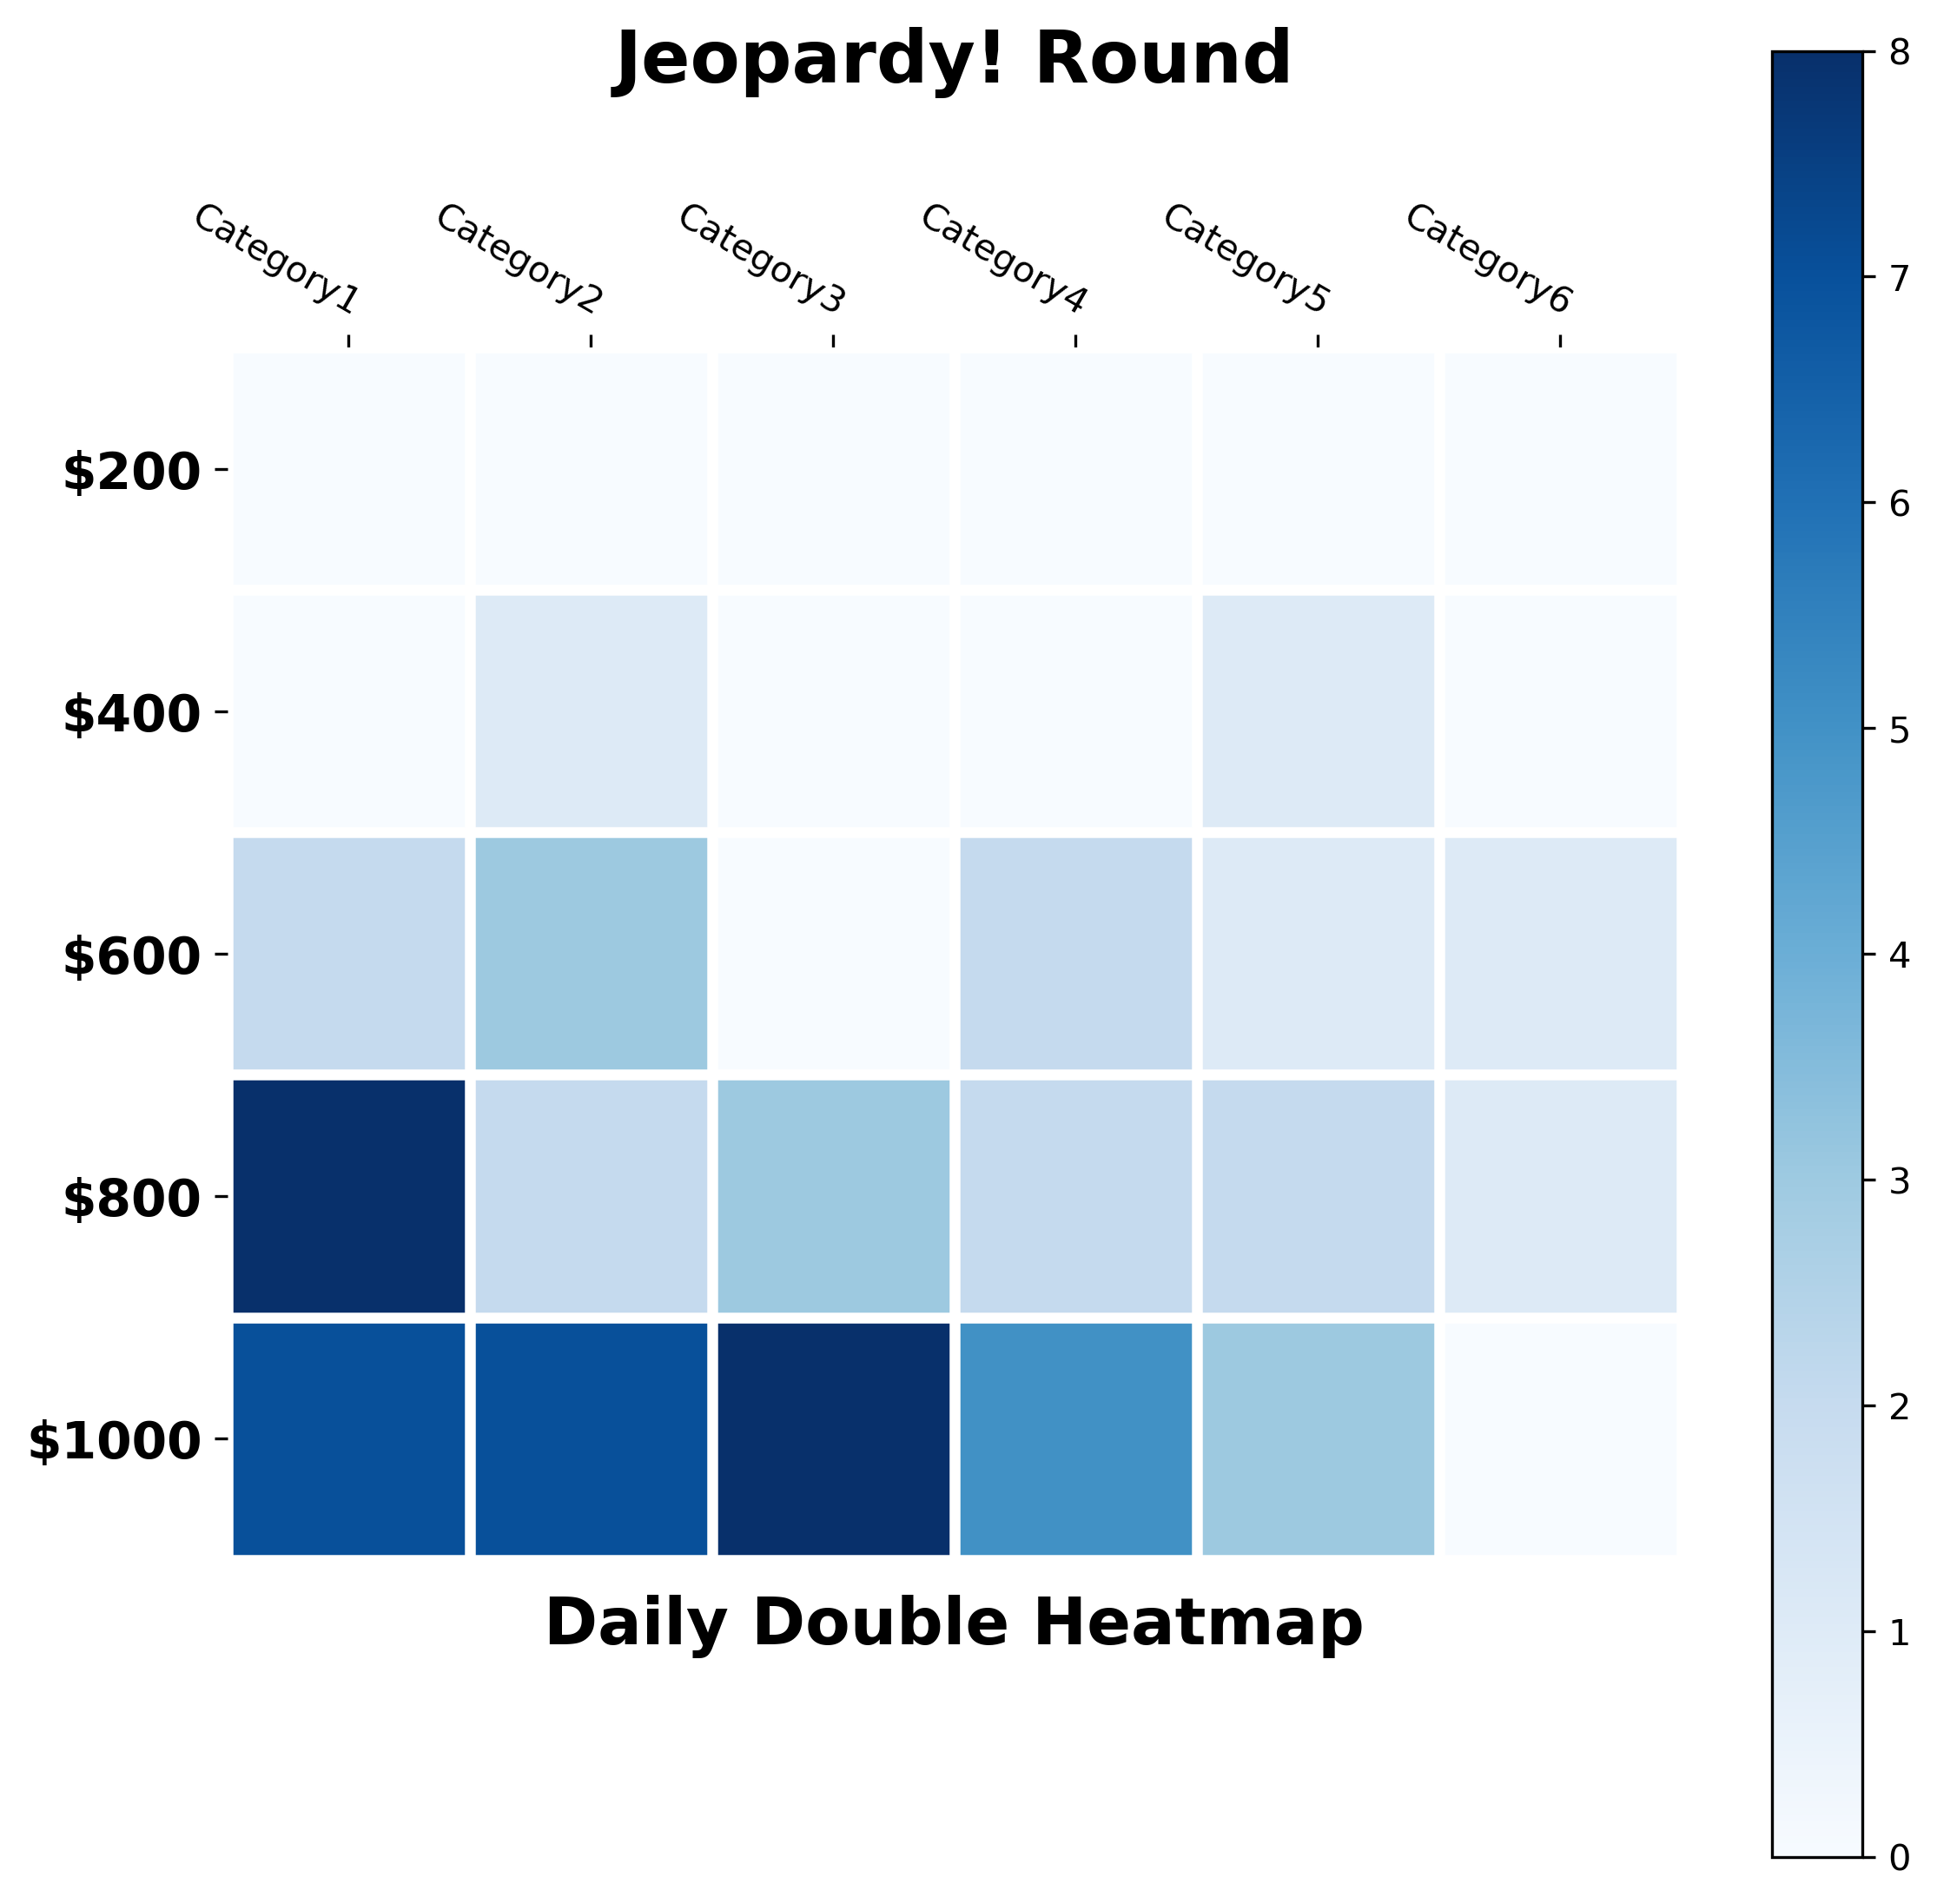 Jeopardy! Round
Category1
Category2
Category3
Category4
Category5
Category6
$200
$400
$600
$800
$1000
Daily Double Heatmap
8
7
6
5
4
3
2
1
0